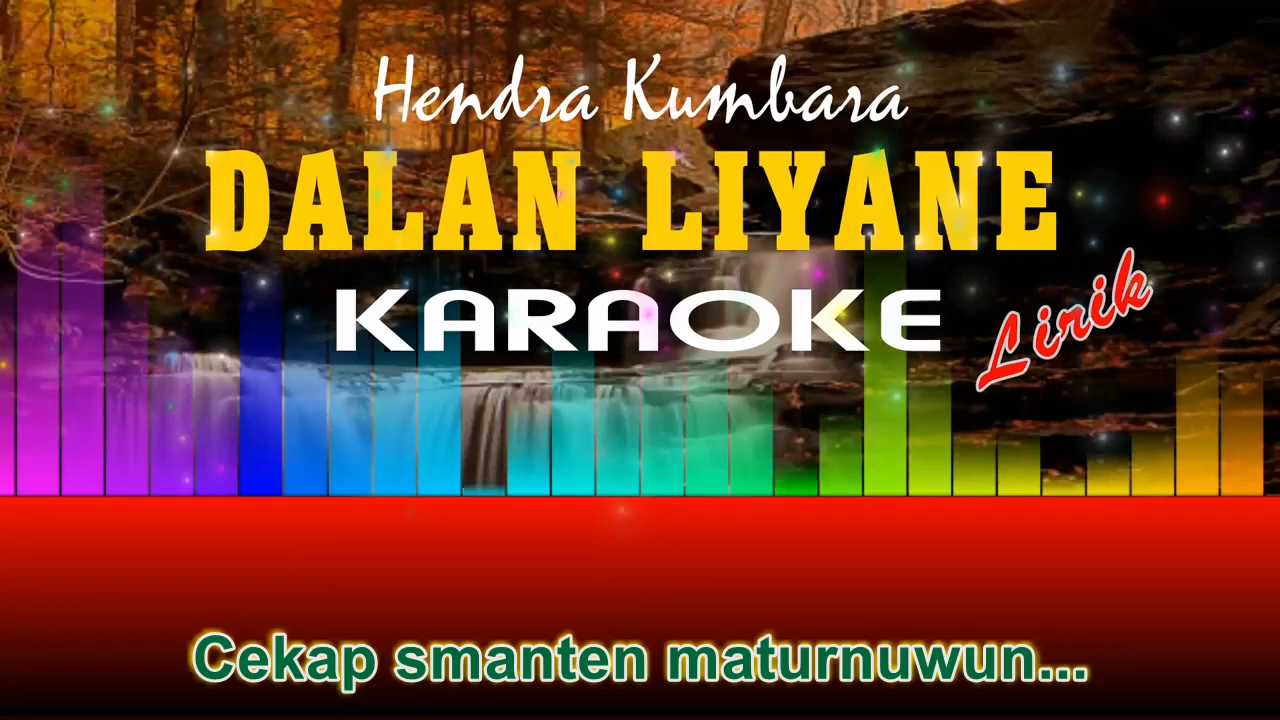 Hendra Kumbara
DALAN LIYANE
KARAOKE
Lirik
Cekap smanten maturnuwun...